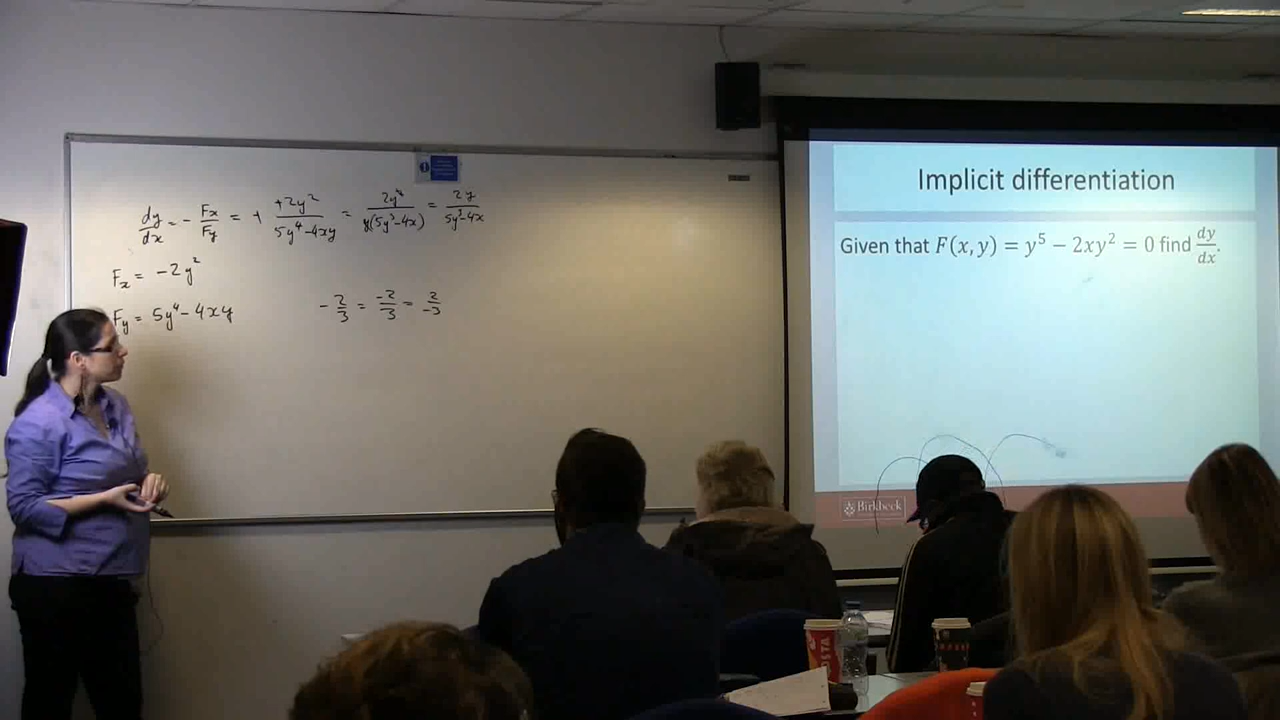 dy/dx = - Fx/Fy = + +2y²/5y⁴-4xy = 2y²/y(5y³-4x) = 2y/5y³-4x
Fx = -2y²
Fy = 5y⁴-4xy
-2/3 = -2/3 = 2/-3
Implicit differentiation
Given that F(x, y) = y⁵ − 2xy² = 0 find dy/dx.
Birkbeck
COSTA